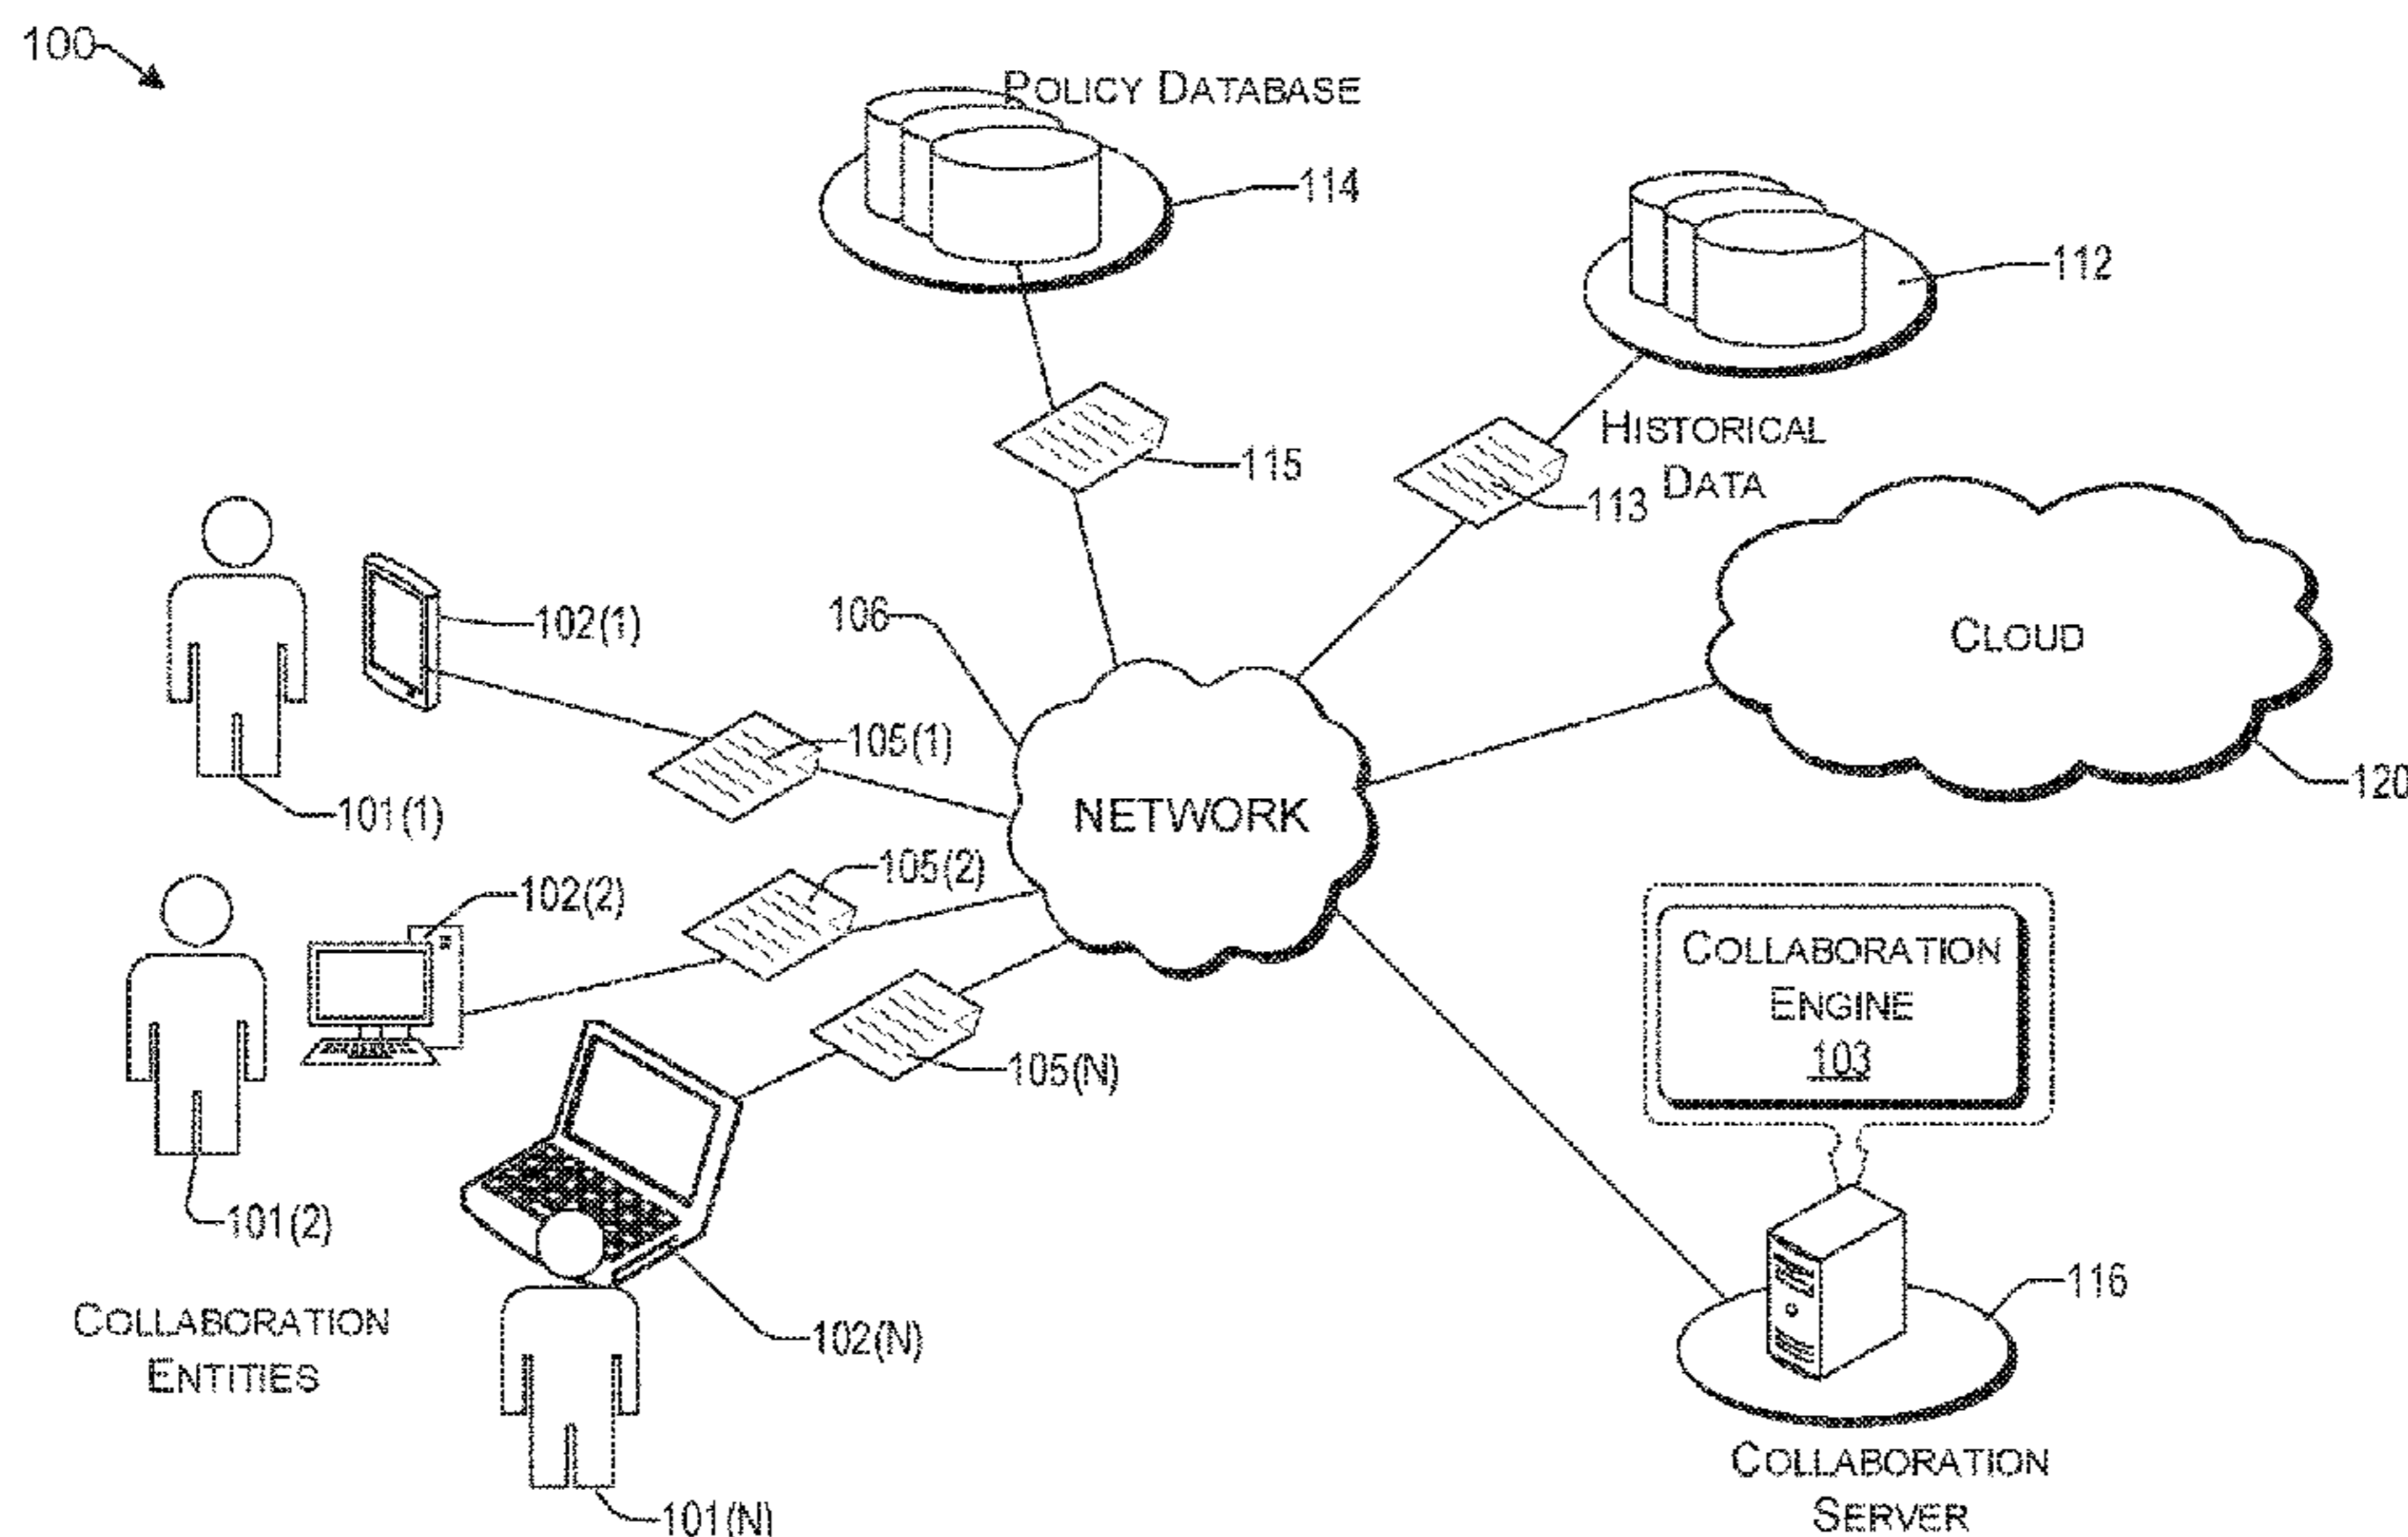 100
POLICY DATABASE
114
112
115
HISTORICAL
DATA
113
102(1)
106
CLOUD
105(1)
101(1)
NETWORK
120
105(2)
102(2)
COLLABORATION
ENGINE
103
105(N)
101(2)
116
COLLABORATION
ENTITIES
102(N)
COLLABORATION
SERVER
101(N)